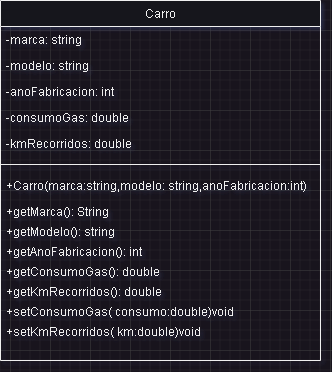 Carro
-marca: string
-modelo: string
-anoFabricacion: int
-consumoGas: double
-kmRecorridos: double
+Carro(marca:string,modelo: string,anoFabricacion:int)
+getMarca(): String
+getModelo(): string
+getAnoFabricacion(): int
+getConsumoGas(): double
+getKmRecorridos(): double
+setConsumoGas( consumo:double)void
+setKmRecorridos( km:double)void